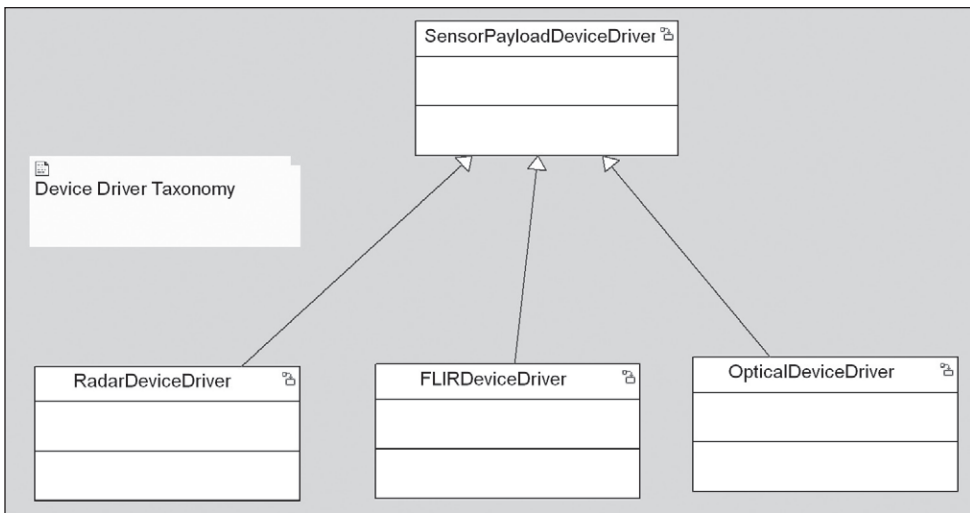 SensorPayloadDeviceDriver
Device Driver Taxonomy
RadarDeviceDriver
FLIRDeviceDriver
OpticalDeviceDriver